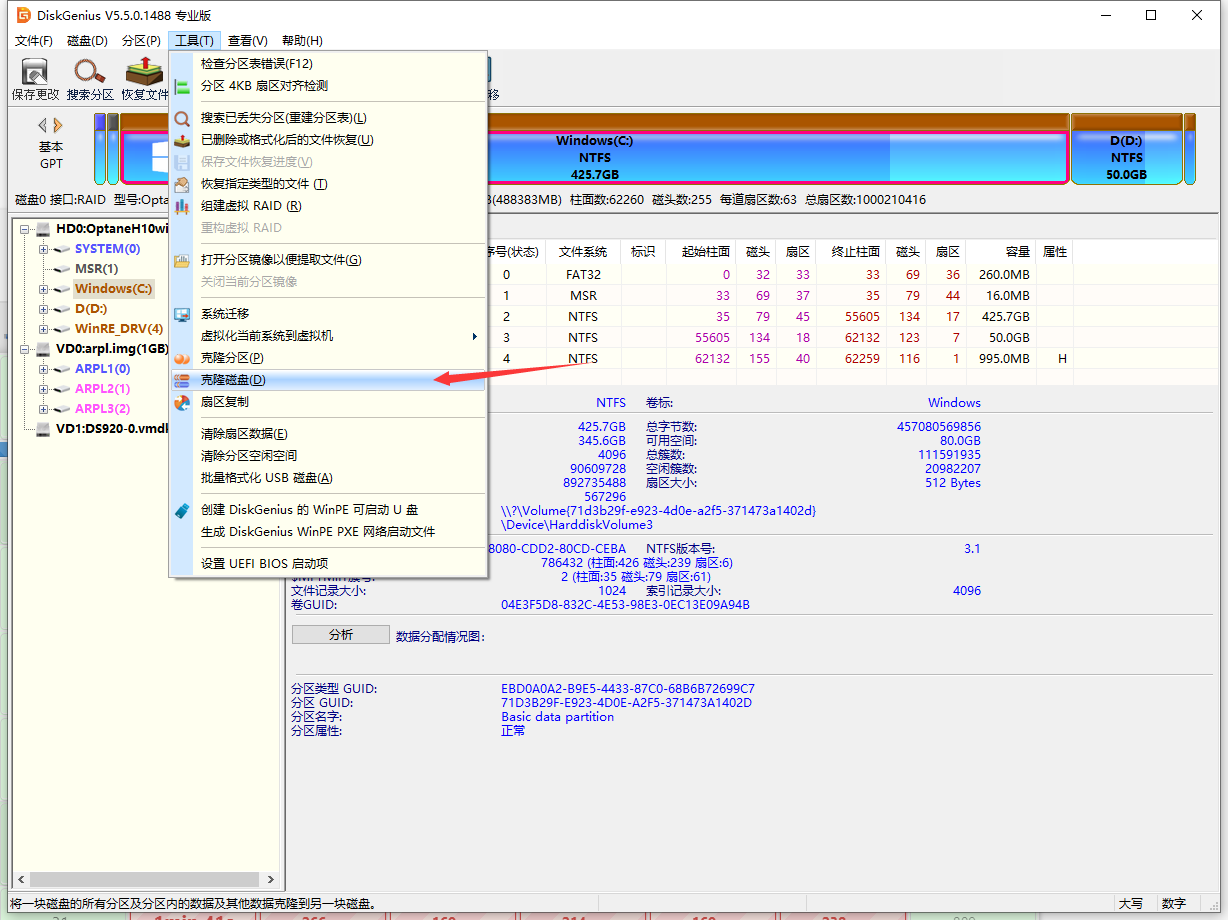 DiskGenius V5.5.0.1488 专业版
文件(F) 磁盘(D) 分区(P) 工具(T) 查看(V) 帮助(H)
保存更改 搜索分区 恢复文件 移
检查分区表错误(F12)
分区 4KB 扇区对齐检测
搜索已丢失分区(重建分区表)(L)
已删除或格式化后的文件恢复(U)
保存文件恢复进度(V)
恢复指定类型的文件 (T)
组建虚拟 RAID (R)
重构虚拟 RAID
打开分区镜像以便提取文件(G)
关闭当前分区镜像
系统迁移
虚拟化当前系统到虚拟机
克隆分区(P)
克隆磁盘(D)
扇区复制
清除扇区数据(E)
清除分区空闲空间
批量格式化 USB 磁盘(A)
创建 DiskGenius 的 WinPE 可启动 U 盘
生成 DiskGenius WinPE PXE 网络启动文件
设置 UEFI BIOS 启动项
基本
GPT
Windows(C:)
NTFS
425.7GB
D(D:)
NTFS
50.0GB
磁盘0 接口:RAID 型号:Opta
(488383MB) 柱面数:62260 磁头数:255 每道扇区数:63 总扇区数:1000210416
HD0:OptaneH10wi
SYSTEM(0)
MSR(1)
Windows(C:)
D(D:)
WinRE_DRV(4)
VD0:arpl.img(1GB)
ARPL1(0)
ARPL2(1)
ARPL3(2)
VD1:DS920-0.vmdk
序号(状态) 文件系统 标识 起始柱面 磁头 扇区 终止柱面 磁头 扇区 容量 属性
0 FAT32 0 32 33 33 69 36 260.0MB
1 MSR 33 69 37 35 79 44 16.0MB
2 NTFS 35 79 45 55605 134 17 425.7GB
3 NTFS 55605 134 18 62132 123 7 50.0GB
4 NTFS 62132 155 40 62259 116 1 995.0MB H
NTFS 卷标: Windows
425.7GB 总字节数: 457080569856
345.6GB 可用空间: 80.0GB
4096 总簇数: 111591935
90609728 空闲簇数: 20982207
892735488 扇区大小: 512 Bytes
567296
\\?\Volume{71d3b29f-e923-4d0e-a2f5-371473a1402d}
\Device\HarddiskVolume3
8080-CDD2-80CD-CEBA NTFS版本号: 3.1
786432 (柱面:426 磁头:239 扇区:6)
2 (柱面:35 磁头:79 扇区:61)
文件记录大小: 1024 索引记录大小: 4096
卷GUID: 04E3F5D8-832C-4E53-98E3-0EC13E09A94B
分析 数据分配情况图:
分区类型 GUID: EBD0A0A2-B9E5-4433-87C0-68B6B72699C7
分区 GUID: 71D3B29F-E923-4D0E-A2F5-371473A1402D
分区名字: Basic data partition
分区属性: 正常
将一块磁盘的所有分区及分区内的数据及其他数据克隆到另一块磁盘。 大写 数字